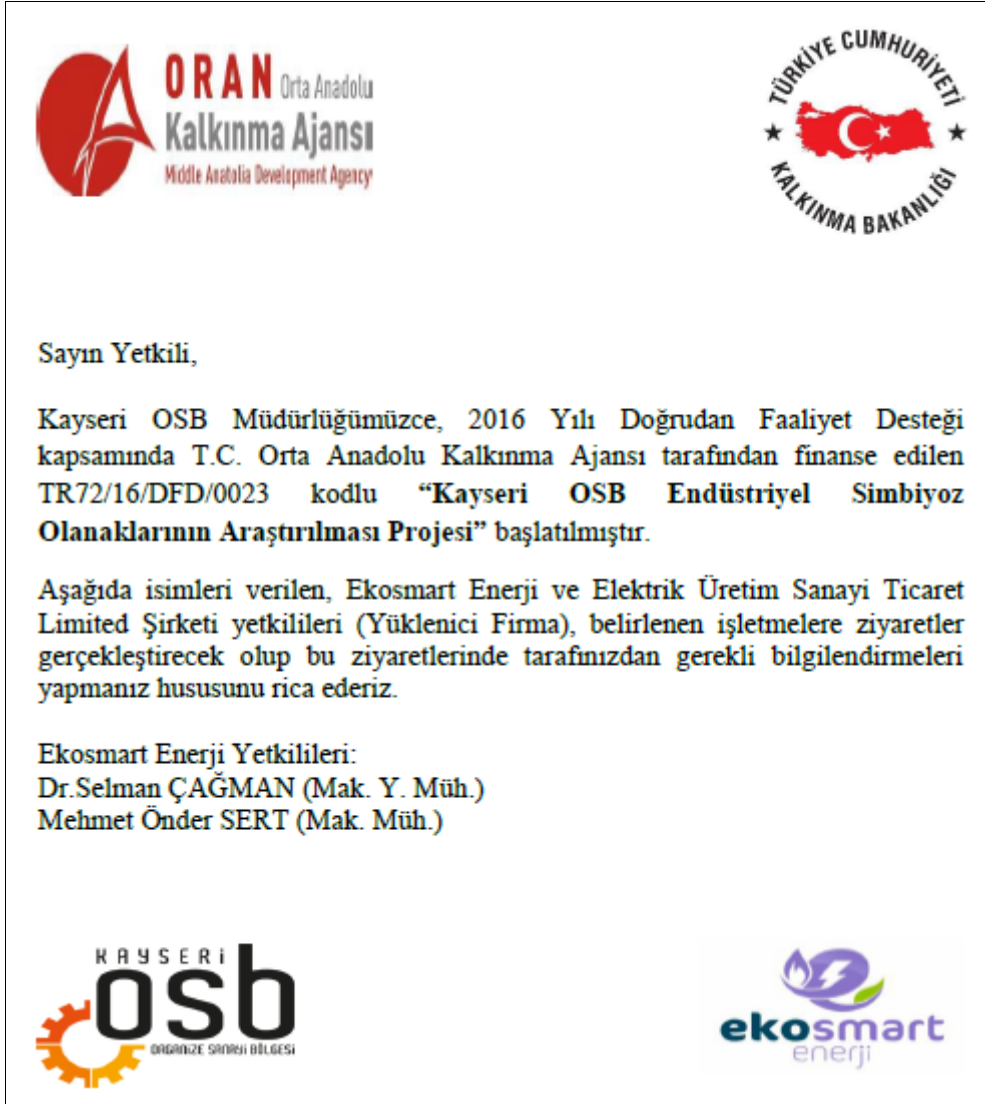 ORAN Orta Anadolu
Kalkınma Ajansı
Middle Anatolia Development Agency
TÜRKİYE CUMHURİYETİ
KALKINMA BAKANLIĞI
Sayın Yetkili,
Kayseri OSB Müdürlüğümüzce, 2016 Yılı Doğrudan Faaliyet Desteği
kapsamında T.C. Orta Anadolu Kalkınma Ajansı tarafından finanse edilen
TR72/16/DFD/0023 kodlu “Kayseri OSB Endüstriyel Simbiyoz
Olanaklarının Araştırılması Projesi” başlatılmıştır.
Aşağıda isimleri verilen, Ekosmart Enerji ve Elektrik Üretim Sanayi Ticaret
Limited Şirketi yetkilileri (Yüklenici Firma), belirlenen işletmelere ziyaretler
gerçekleştirecek olup bu ziyaretlerinde tarafınızdan gerekli bilgilendirmeleri
yapmanız hususunu rica ederiz.
Ekosmart Enerji Yetkilileri:
Dr.Selman ÇAĞMAN (Mak. Y. Müh.)
Mehmet Önder SERT (Mak. Müh.)
KAYSERİ
osb
ORGANİZE SANAYİ BÖLGESİ
ekosmart
enerji